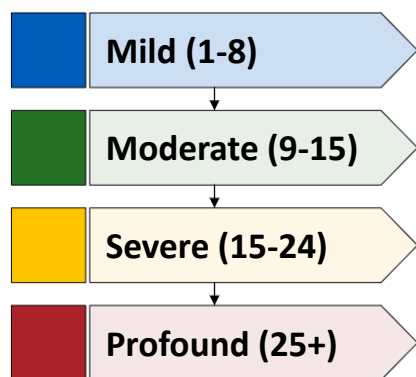 Mild (1-8)
Moderate (9-15)
Severe (15-24)
Profound (25+)